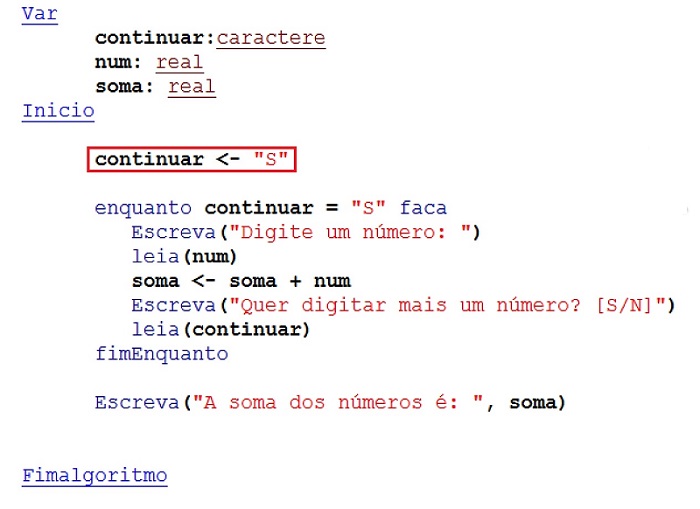 Var
continuar:caractere
num: real
soma: real
Inicio
continuar <- "S"
enquanto continuar = "S" faca
Escreva("Digite um número: ")
leia(num)
soma <- soma + num
Escreva("Quer digitar mais um número? [S/N]")
leia(continuar)
fimEnquanto
Escreva("A soma dos números é: ", soma)
Fimalgoritmo